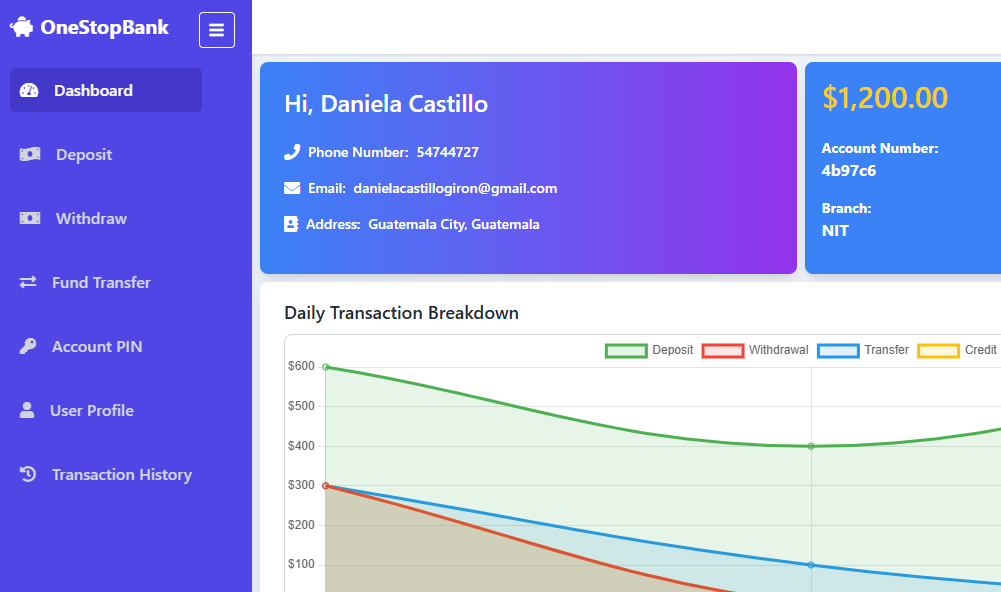 OneStopBank
Dashboard
Deposit
Withdraw
Fund Transfer
Account PIN
User Profile
Transaction History
Hi, Daniela Castillo
Phone Number: 54744727
Email: danielacastillogiron@gmail.com
Address: Guatemala City, Guatemala
$1,200.00
Account Number:
4b97c6
Branch:
NIT
Daily Transaction Breakdown
Deposit Withdrawal Transfer Credit
$600
$500
$400
$300
$200
$100